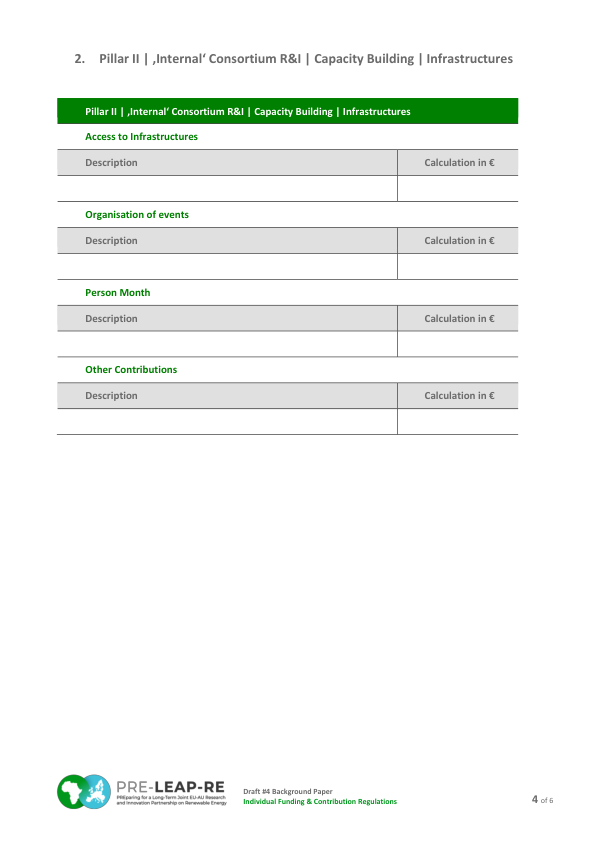 2. Pillar II | ‚Internal‘ Consortium R&I | Capacity Building | Infrastructures
Pillar II | ‚Internal‘ Consortium R&I | Capacity Building | Infrastructures
Access to Infrastructures
Description Calculation in €
Organisation of events
Description Calculation in €
Person Month
Description Calculation in €
Other Contributions
Description Calculation in €
PRE-LEAP-RE
PREparing for a Long-Term Joint EU-AU Research
and Innovation Partnership on Renewable Energy
Draft #4 Background Paper
Individual Funding & Contribution Regulations
4 of 6